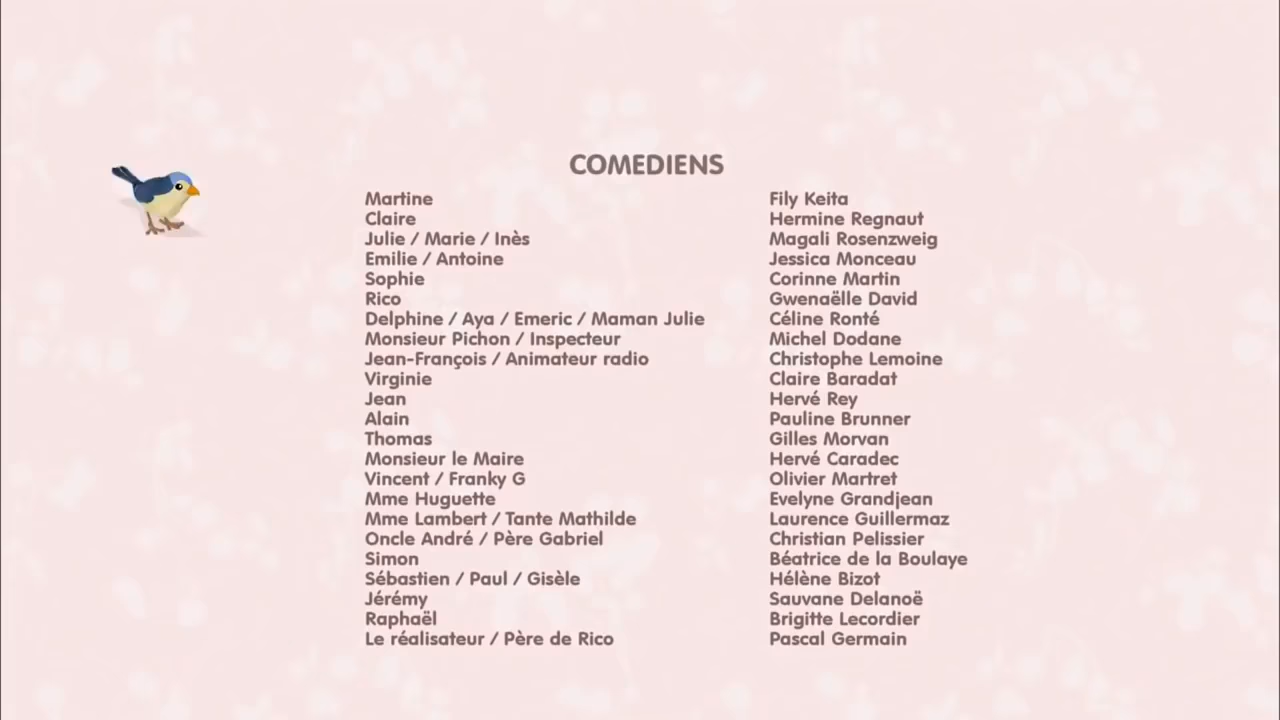 COMEDIENS
Martine Fily Keita
Claire Hermine Regnaut
Julie / Marie / Inès Magali Rosenzweig
Emilie / Antoine Jessica Monceau
Sophie Corinne Martin
Rico Gwenaëlle David
Delphine / Aya / Emeric / Maman Julie Céline Ronté
Monsieur Pichon / Inspecteur Michel Dodane
Jean-François / Animateur radio Christophe Lemoine
Virginie Claire Baradat
Jean Hervé Rey
Alain Pauline Brunner
Thomas Gilles Morvan
Monsieur le Maire Hervé Caradec
Vincent / Franky G Olivier Martret
Mme Huguette Evelyne Grandjean
Mme Lambert / Tante Mathilde Laurence Guillermaz
Oncle André / Père Gabriel Christian Pelissier
Simon Béatrice de la Boulaye
Sébastien / Paul / Gisèle Hélène Bizot
Jérémy Sauvane Delanoë
Raphaël Brigitte Lecordier
Le réalisateur / Père de Rico Pascal Germain